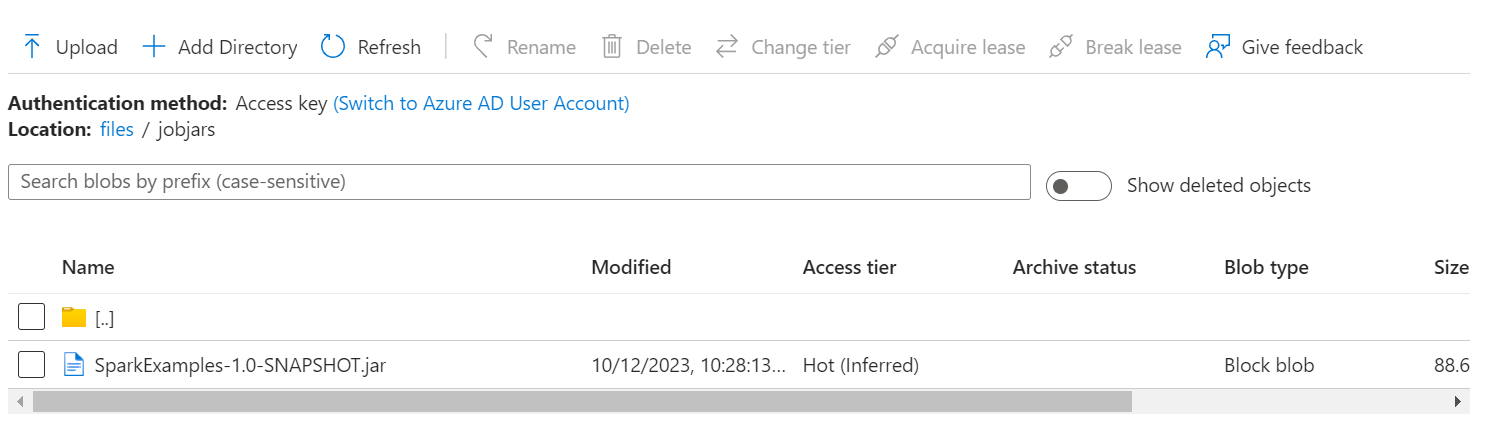 Upload Add Directory Refresh Rename Delete Change tier Acquire lease Break lease Give feedback
Authentication method: Access key (Switch to Azure AD User Account)
Location: files / jobjars
Search blobs by prefix (case-sensitive) Show deleted objects
Name Modified Access tier Archive status Blob type Size
[..]
SparkExamples-1.0-SNAPSHOT.jar 10/12/2023, 10:28:13... Hot (Inferred) Block blob 88.6